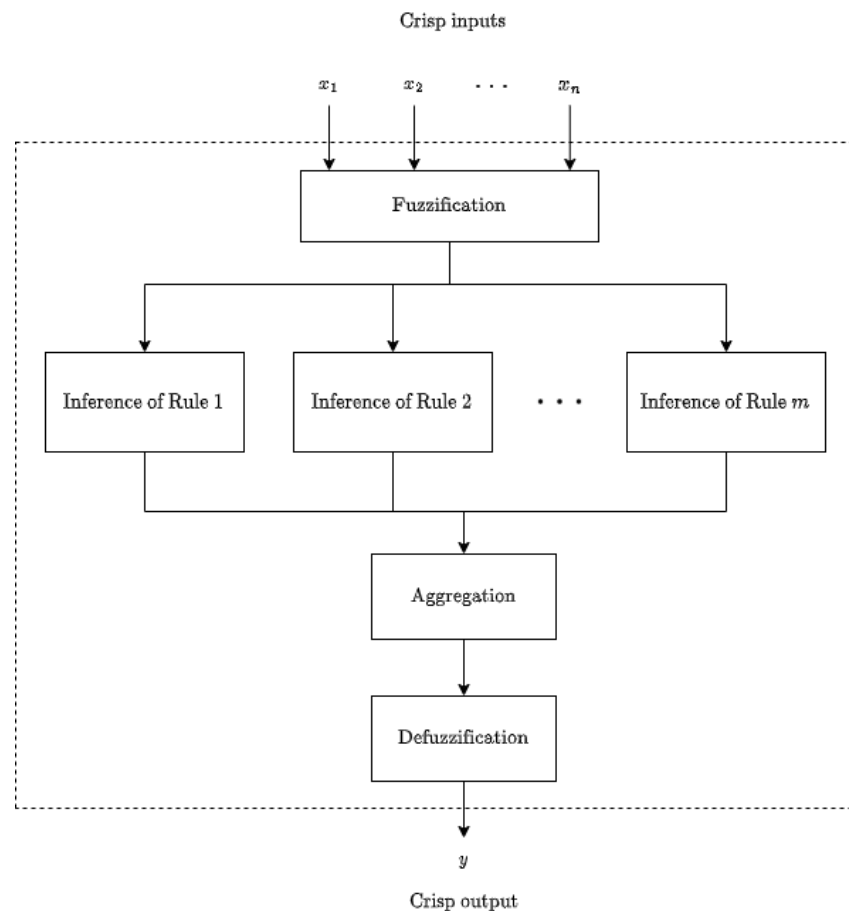 Crisp inputs
x₁ x₂ · · · xₙ
Fuzzification
Inference of Rule 1 Inference of Rule 2 · · · Inference of Rule m
Aggregation
Defuzzification
y
Crisp output